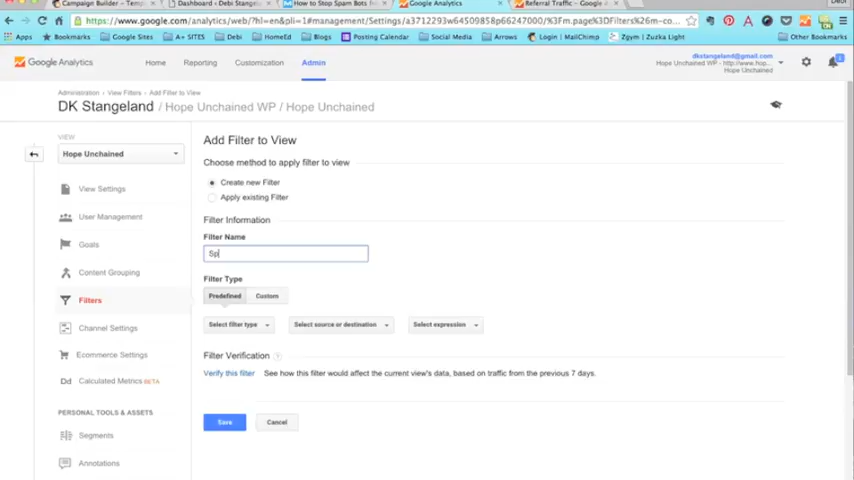 Campaign Builder – Temp
Dashboard ‹ Debi Stangel
How to Stop Spam Bots f
Google Analytics
Referral Traffic – Google
Debi
https://www.google.com/analytics/web/?hl=en&pli=1#management/Settings/a3712293w64509858p66247000/%3Fm.page%3DFilters%26m-co
Apps
Bookmarks
Google Sites
A+ SITES
Debi
HomeEd
Blogs
Posting Calendar
Social Media
Arrows
Login | MailChimp
Zgym | Zuzka Light
Other Bookmarks
Google Analytics
Home
Reporting
Customization
Admin
dkstangeland@gmail.com
Hope Unchained WP - http://www.hop...
Hope Unchained
Administration › View Filters › Add Filter to View
DK Stangeland / Hope Unchained WP / Hope Unchained
VIEW
Hope Unchained
View Settings
User Management
Goals
Content Grouping
Filters
Channel Settings
Ecommerce Settings
Dd Calculated Metrics BETA
PERSONAL TOOLS & ASSETS
Segments
Annotations
Add Filter to View
Choose method to apply filter to view
Create new Filter
Apply existing Filter
Filter Information
Filter Name
Sp
Filter Type
Predefined
Custom
Select filter type
Select source or destination
Select expression
Filter Verification ?
Verify this filter See how this filter would affect the current view's data, based on traffic from the previous 7 days.
Save
Cancel